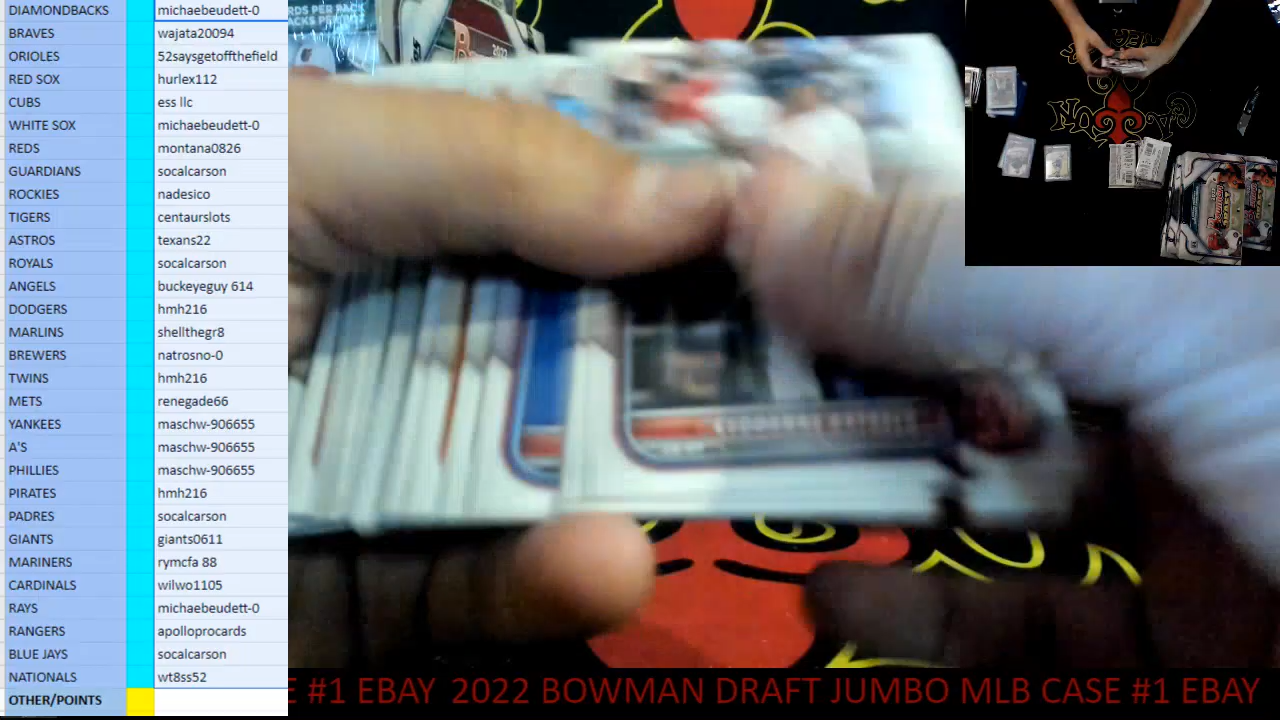 DIAMONDBACKS michaebeudett-0
BRAVES wajata20094
ORIOLES 52saysgetoffthefield
RED SOX hurlex112
CUBS ess llc
WHITE SOX michaebeudett-0
REDS montana0826
GUARDIANS socalcarson
ROCKIES nadesico
TIGERS centaurslots
ASTROS texans22
ROYALS socalcarson
ANGELS buckeyeguy 614
DODGERS hmh216
MARLINS shellthegr8
BREWERS natrosno-0
TWINS hmh216
METS renegade66
YANKEES maschw-906655
A'S maschw-906655
PHILLIES maschw-906655
PIRATES hmh216
PADRES socalcarson
GIANTS giants0611
MARINERS rymcfa 88
CARDINALS wilwo1105
RAYS michaebeudett-0
RANGERS apolloprocards
BLUE JAYS socalcarson
NATIONALS wt8ss52
OTHER/POINTS
RDS PER PACK
2022
E #1 EBAY 2022 BOWMAN DRAFT JUMBO MLB CASE #1 EBAY